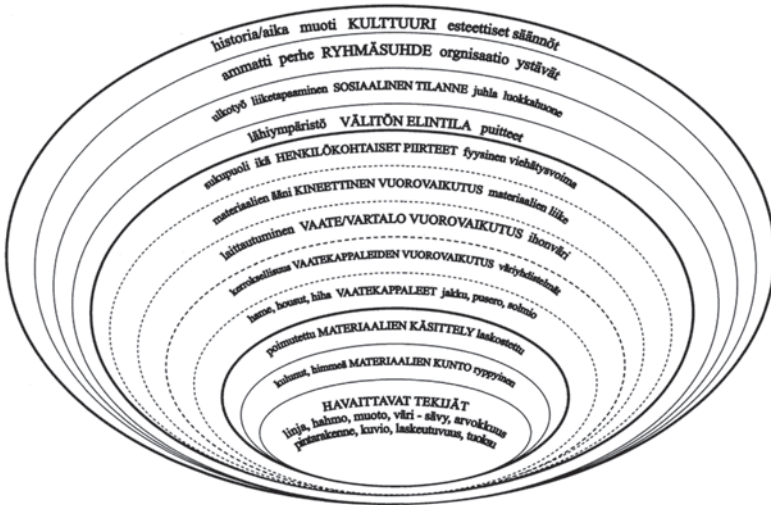 historia/aika muoti KULTTUURI esteettiset säännöt
ammatti perhe RYHMÄSUHDE orgnisaatio ystävät
ulkotyö liiketapaaminen SOSIAALINEN TILANNE juhla luokkahuone
lähiympäristö VÄLITÖN ELINTILA puitteet
sukupuoli ikä HENKILÖKOHTAISET PIIRTEET fyysinen viehätysvoima
materiaalien ääni KINEETTINEN VUOROVAIKUTUS materiaalien liike
laittautuminen VAATE/VARTALO VUOROVAIKUTUS ihonväri
kerroksellisuus VAATEKAPPALEIDEN VUOROVAIKUTUS väriyhdistelmät
hame, housut, hiha VAATEKAPPALEET jakku, pusero, solmio
poimutettu MATERIAALIEN KÄSITTELY laskostettu
kulunut, himmeä MATERIAALIEN KUNTO ryppyinen
HAVAITTAVAT TEKIJÄT
linja, hahmo, muoto, väri - sävy, arvokkuus
pintarakenne, kuvio, laskeutuvuus, tuoksu